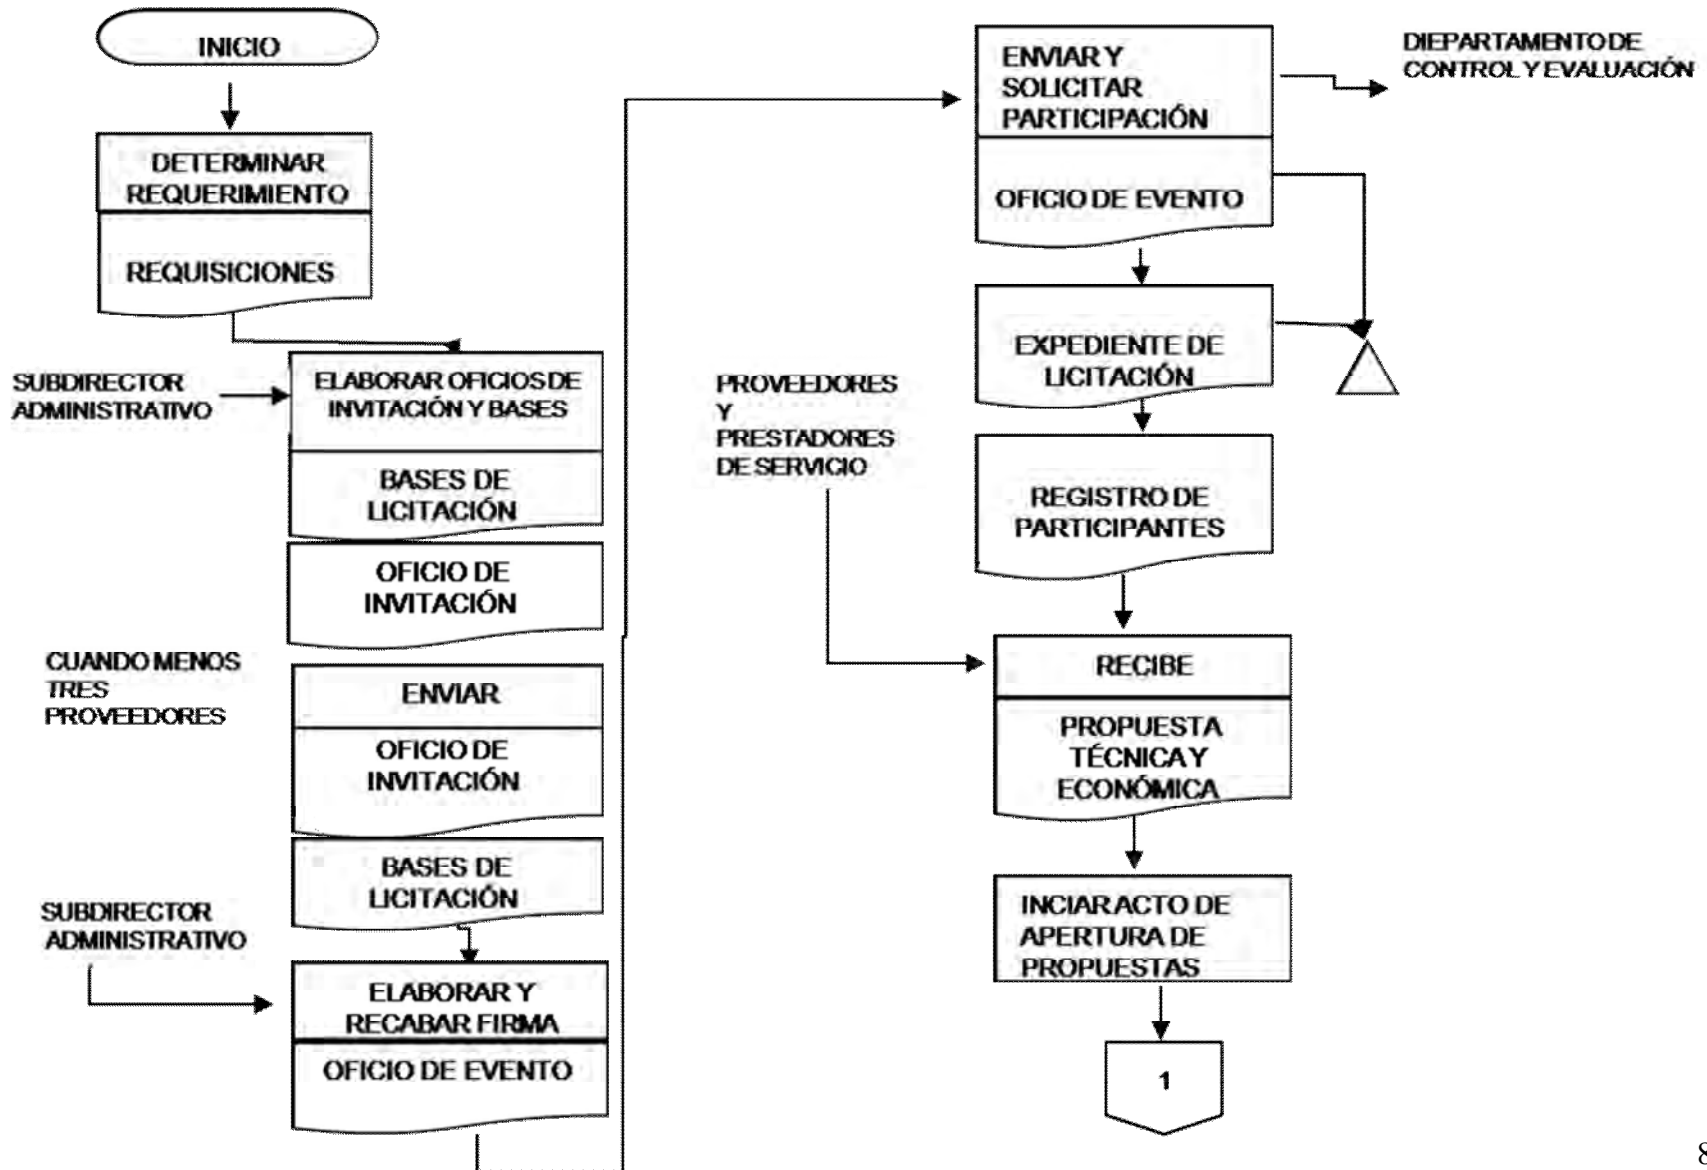 INICIO
DETERMINAR
REQUERIMIENTO
REQUISICIONES
SUBDIRECTOR
ADMINISTRATIVO
ELABORAR OFICIOS DE
INVITACIÓN Y BASES
BASES DE
LICITACIÓN
OFICIO DE
INVITACIÓN
CUANDO MENOS
TRES
PROVEEDORES
ENVIAR
OFICIO DE
INVITACIÓN
BASES DE
LICITACIÓN
SUBDIRECTOR
ADMINISTRATIVO
ELABORAR Y
RECABAR FIRMA
OFICIO DE EVENTO
ENVIAR Y
SOLICITAR
PARTICIPACIÓN
OFICIO DE EVENTO
DIEPARTAMENTO DE
CONTROL Y EVALUACIÓN
EXPEDIENTE DE
LICITACIÓN
PROVEEDORES
Y
PRESTADORES
DE SERVICIO
REGISTRO DE
PARTICIPANTES
RECIBE
PROPUESTA
TÉCNICA Y
ECONÓMICA
INCIAR ACTO DE
APERTURA DE
PROPUESTAS
1